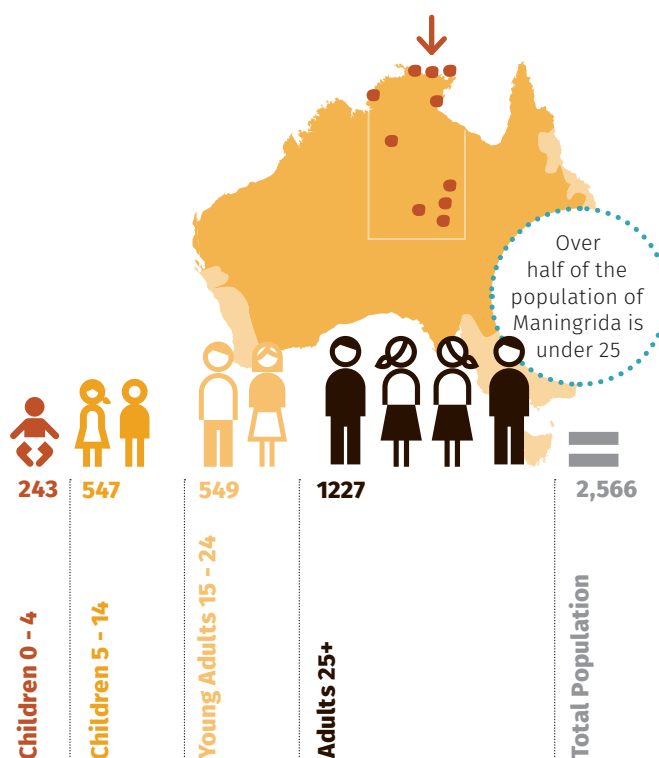 Over
half of the
population of
Maningrida is
under 25
243
547
549
1227
2,566
Children 0 - 4
Children 5 - 14
Young Adults 15 - 24
Adults 25+
Total Population